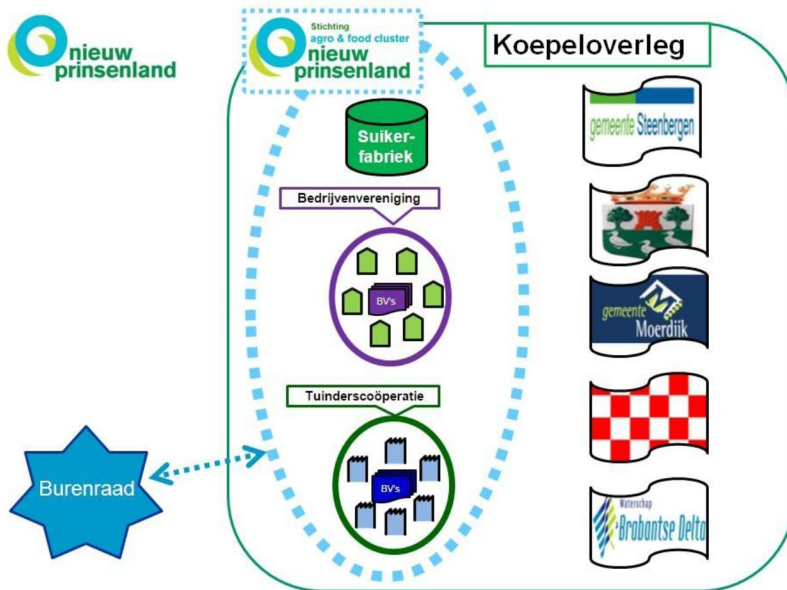 nieuw
prinsenland
Stichting
agro & food cluster
nieuw
prinsenland
Koepeloverleg
Suiker-
fabriek
gemeente Steenbergen
Bedrijvenvereniging
BV's
gemeente
Moerdijk
Tuinderscoöperatie
BV's
Burenraad
Waterschap
Brabantse Delta